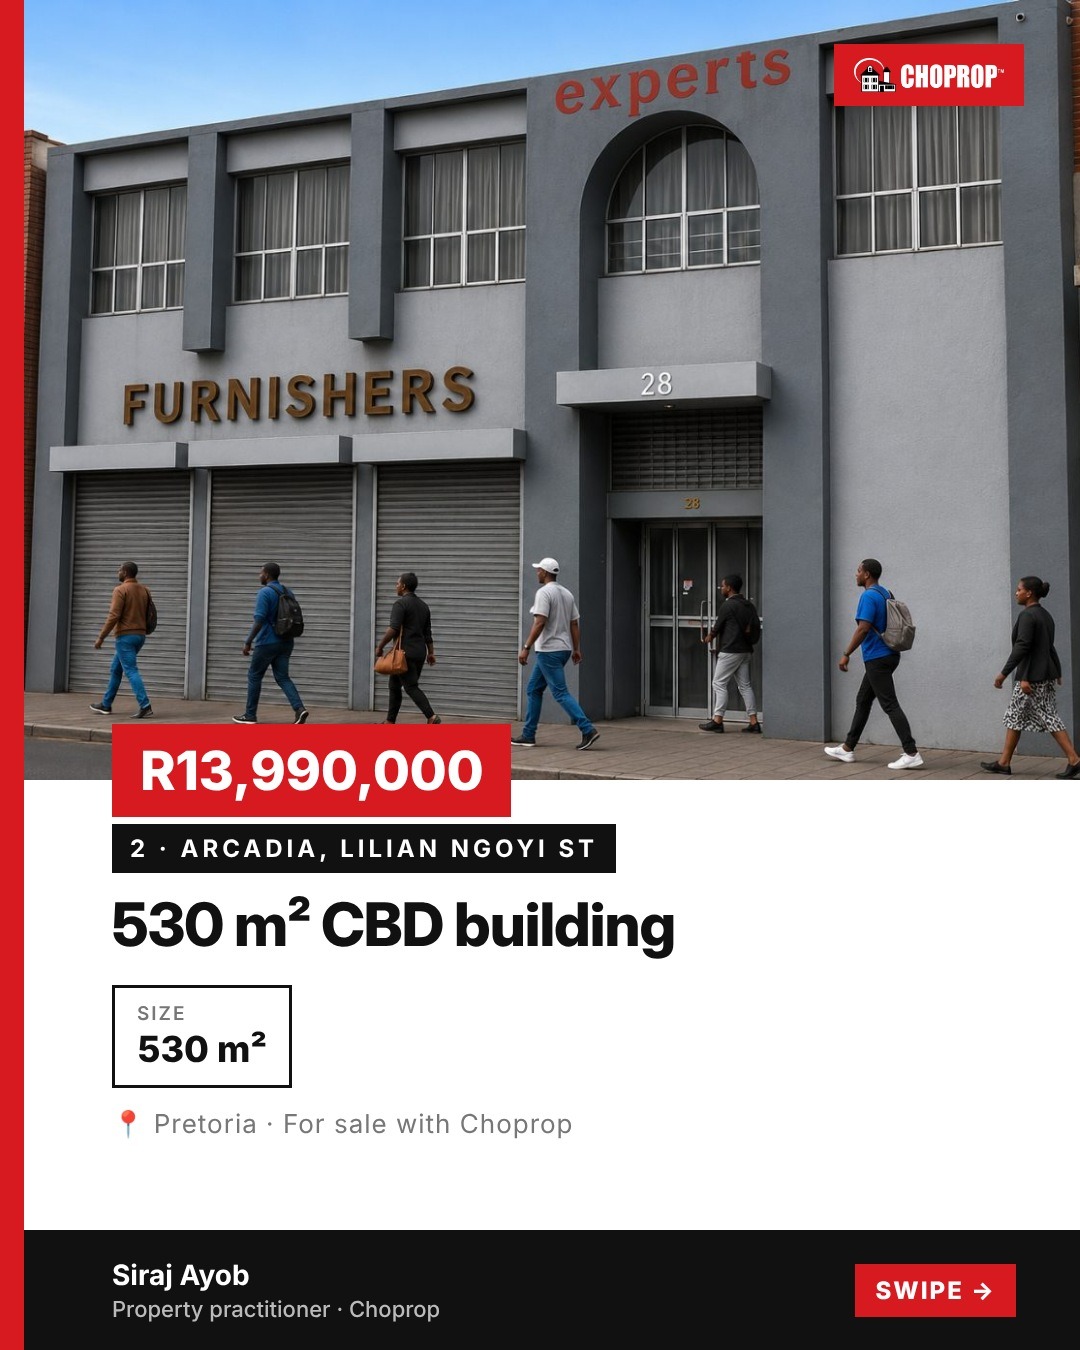 experts
CHOPROP™
FURNISHERS
28
28
R13,990,000
2 · ARCADIA, LILIAN NGOYI ST
530 m² CBD building
SIZE
530 m²
📍 Pretoria · For sale with Choprop
Siraj Ayob
Property practitioner · Choprop
SWIPE →